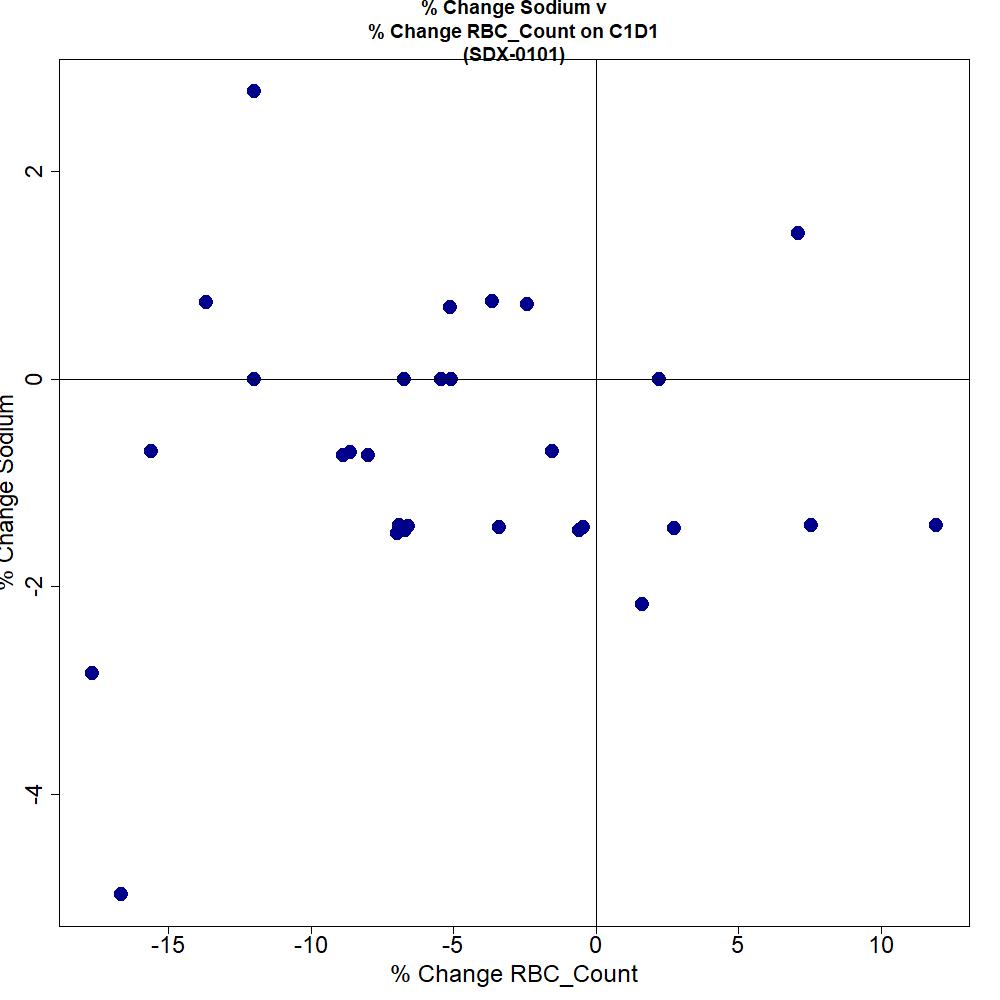 % Change Sodium v
% Change RBC_Count on C1D1
(SDX-0101)
2
0
-2
-4
% Change Sodium
-15
-10
-5
0
5
10
% Change RBC_Count